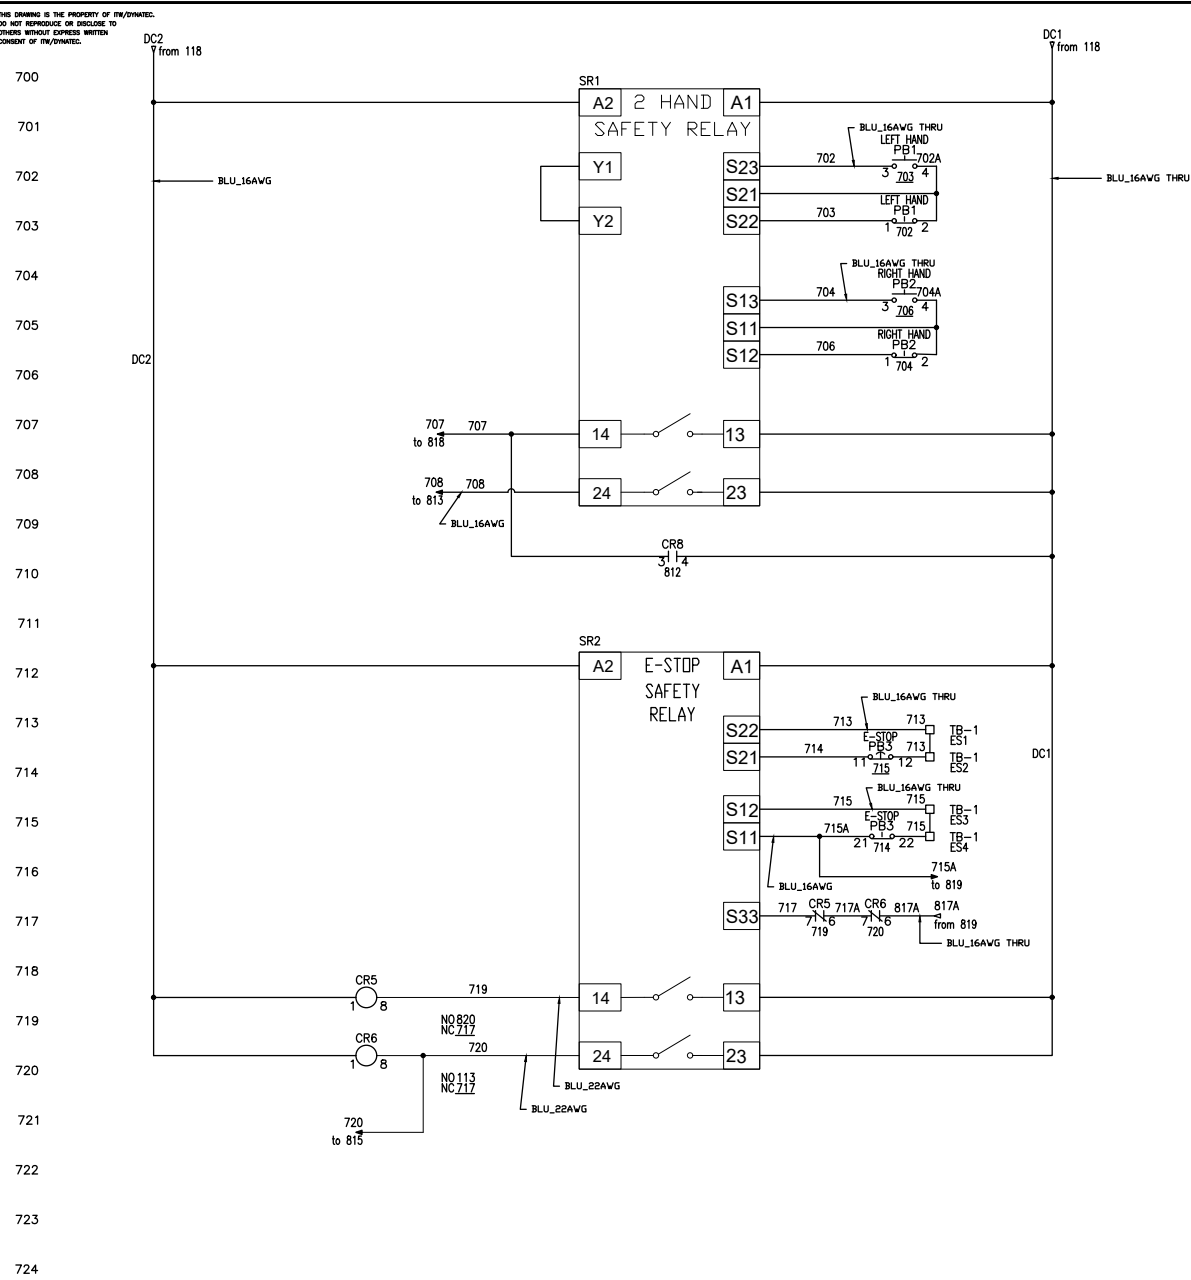 THIS DRAWING IS THE PROPERTY OF ITW/DYNATEC.
DO NOT REPRODUCE OR DISCLOSE TO
OTHERS WITHOUT EXPRESS WRITTEN
CONSENT OF ITW/DYNATEC.
DC2
from 118
DC1
from 118
700
SR1
A2 2 HAND A1
SAFETY RELAY
701
BLU_16AWG THRU
LEFT HAND
PB1
Y1
S23 702 702A
3 4
703
702
BLU_16AWG
BLU_16AWG THRU
S21
LEFT HAND
PB1
703
Y2
S22 703
1 2
702
704
BLU_16AWG THRU
RIGHT HAND
PB2
S13 704 704A
3 4
706
705
S11
RIGHT HAND
PB2
DC2
S12 706
1 2
704
706
707
707 707
to 818
14 13
708
708 708
to 813
24 23
709
BLU_16AWG
CR8
3 4
812
710
711
SR2
712
A2 E-STOP A1
SAFETY
RELAY
BLU_16AWG THRU
713
S22 713 713 TB-1
ES1
E-STOP
PB3
DC1
S21 714 713 TB-1
ES2
11 12
715
714
BLU_16AWG THRU
S12 715 715 TB-1
ES3
715
E-STOP
PB3
S11 715A 715 TB-1
ES4
21 22
714
716
715A
to 819
BLU_16AWG
717
S33 717 CR5 717A CR6 817A 817A
from 819
7 6 7 6
719 720
BLU_16AWG THRU
718
CR5
1 8
719
14 13
719
NO 820
NC 717
CR6
1 8
720
24 23
720
NO 113
NC 717
BLU_22AWG
BLU_22AWG
721
720
to 815
722
723
724